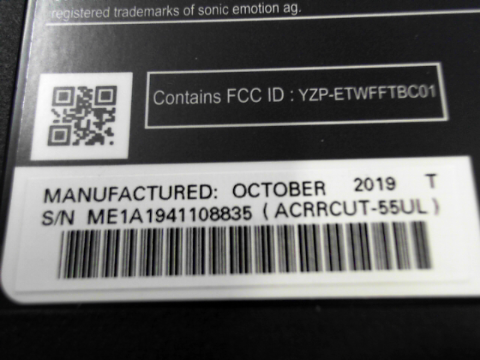 registered trademarks of sonic emotion ag.
Contains FCC ID : YZP-ETWFFTBC01
MANUFACTURED: OCTOBER 2019 T
S/N ME1A1941108835 ( ACRRCUT-55UL )